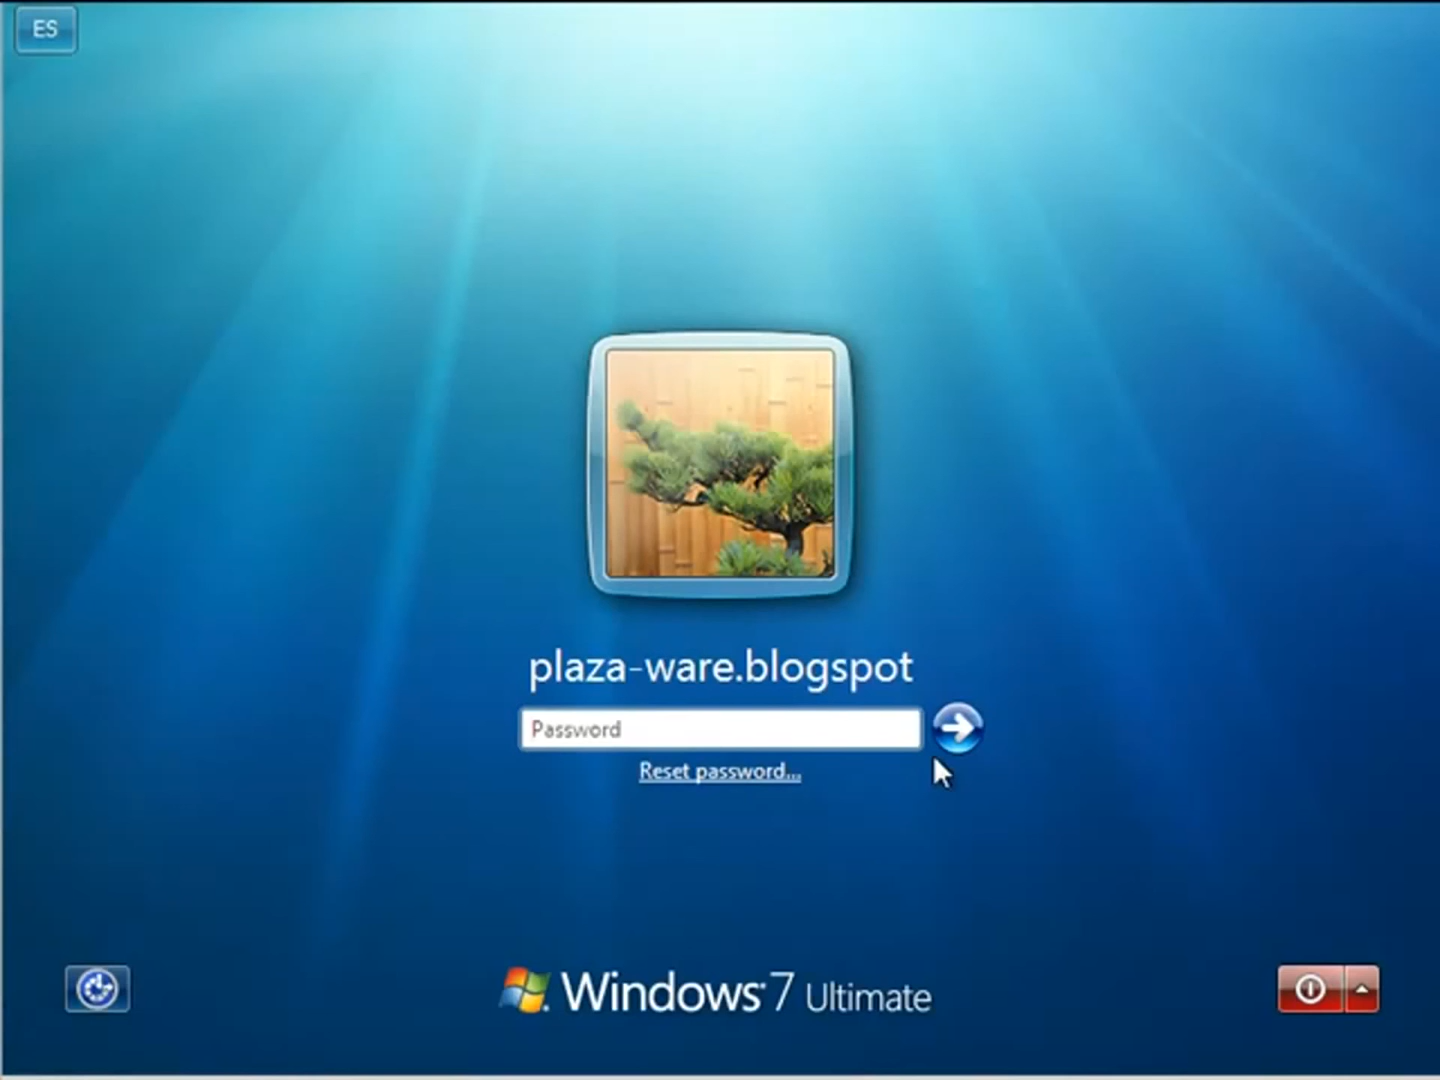 ES
plaza-ware.blogspot
Password
Reset password...
Windows 7 Ultimate